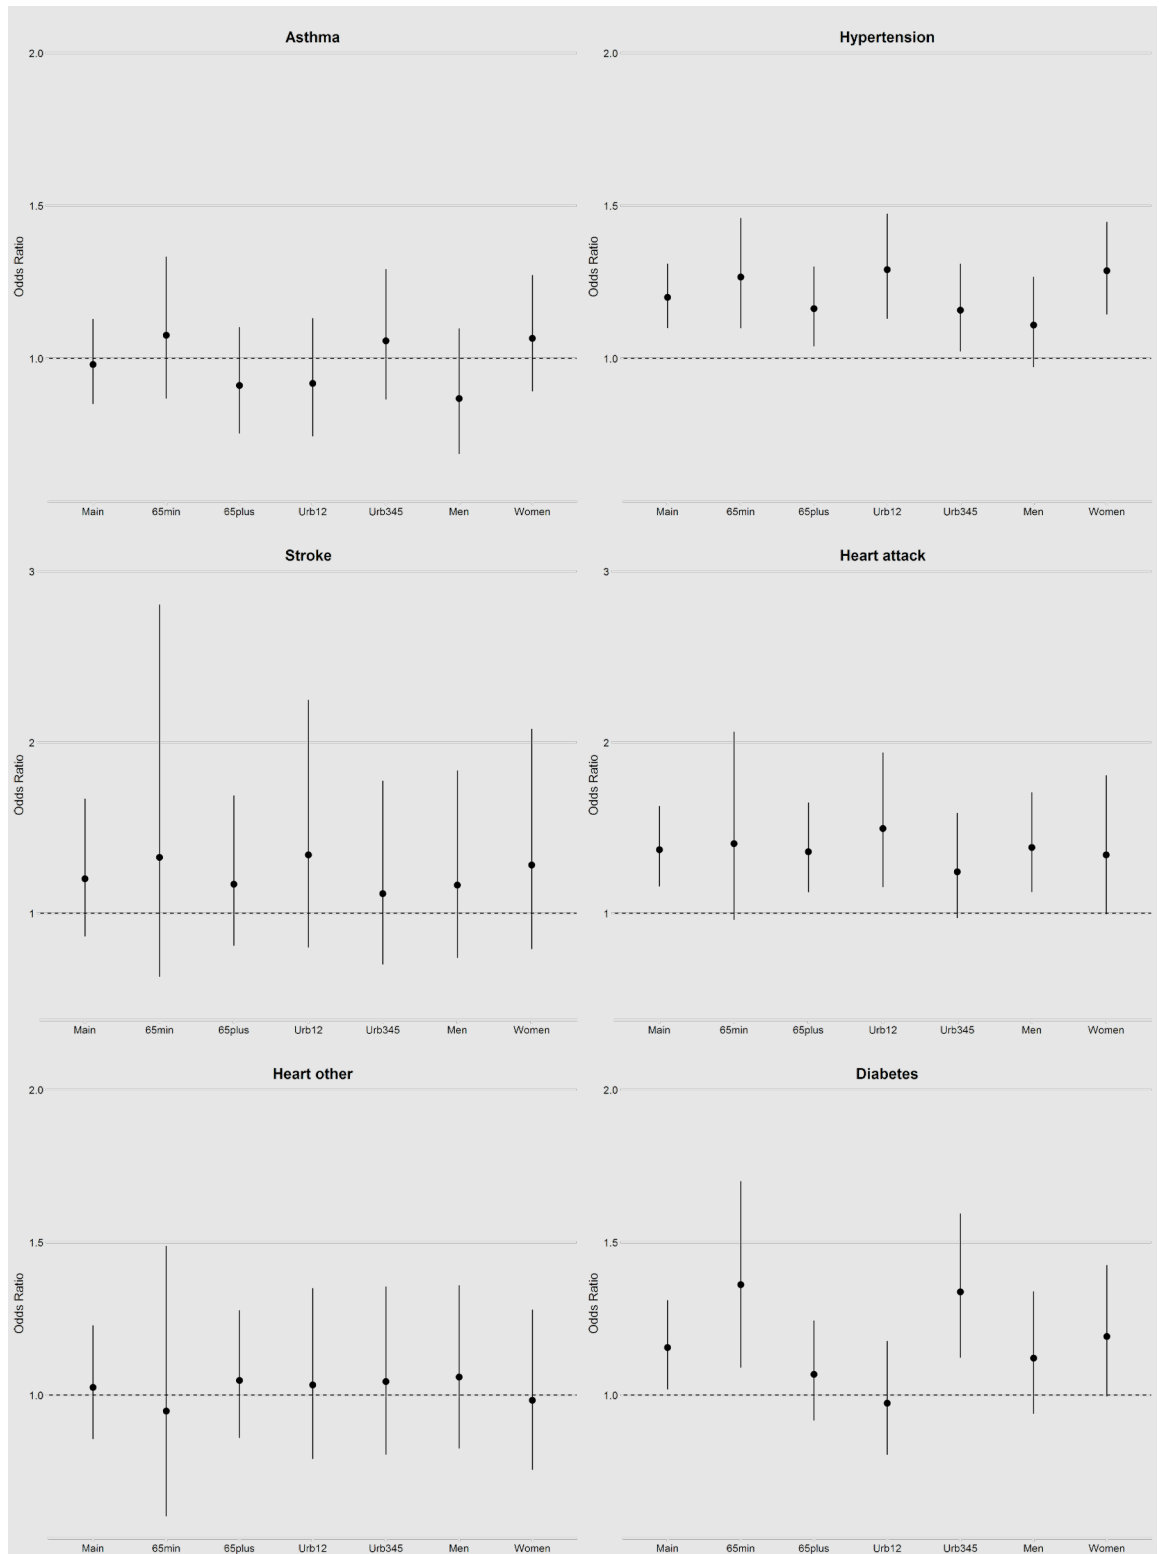 Asthma
2.0
1.5
1.0
Odds Ratio
Main 65min 65plus Urb12 Urb345 Men Women
Hypertension
2.0
1.5
1.0
Odds Ratio
Main 65min 65plus Urb12 Urb345 Men Women
Stroke
3
2
1
Odds Ratio
Main 65min 65plus Urb12 Urb345 Men Women
Heart attack
3
2
1
Odds Ratio
Main 65min 65plus Urb12 Urb345 Men Women
Heart other
2.0
1.5
1.0
Odds Ratio
Main 65min 65plus Urb12 Urb345 Men Women
Diabetes
2.0
1.5
1.0
Odds Ratio
Main 65min 65plus Urb12 Urb345 Men Women